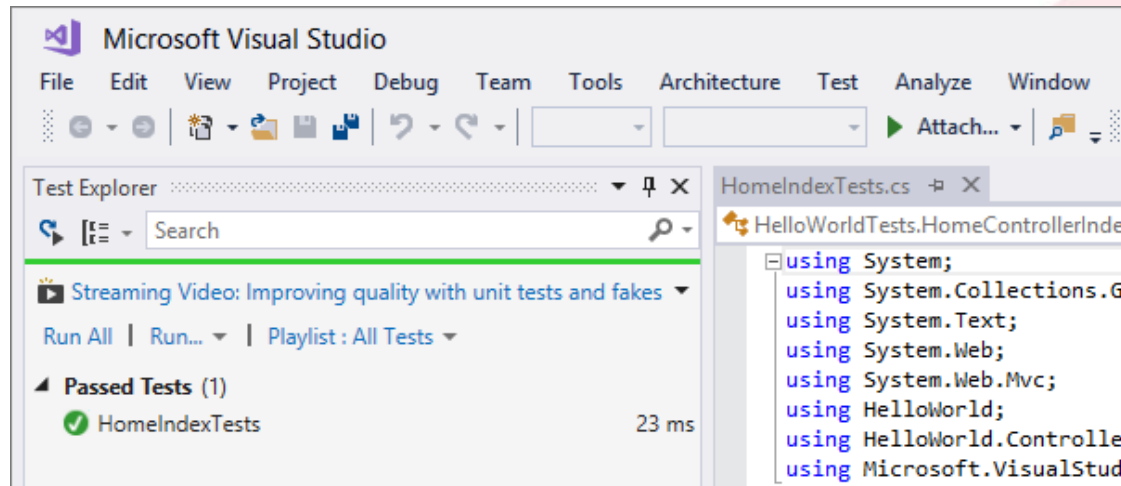 Microsoft Visual Studio
File Edit View Project Debug Team Tools Architecture Test Analyze Window
Attach...
Test Explorer
Search
Streaming Video: Improving quality with unit tests and fakes
Run All | Run... | Playlist : All Tests
Passed Tests (1)
HomeIndexTests 23 ms
HomeIndexTests.cs
HelloWorldTests.HomeControllerInde
using System;
using System.Collections.G
using System.Text;
using System.Web;
using System.Web.Mvc;
using HelloWorld;
using HelloWorld.Controlle
using Microsoft.VisualStud